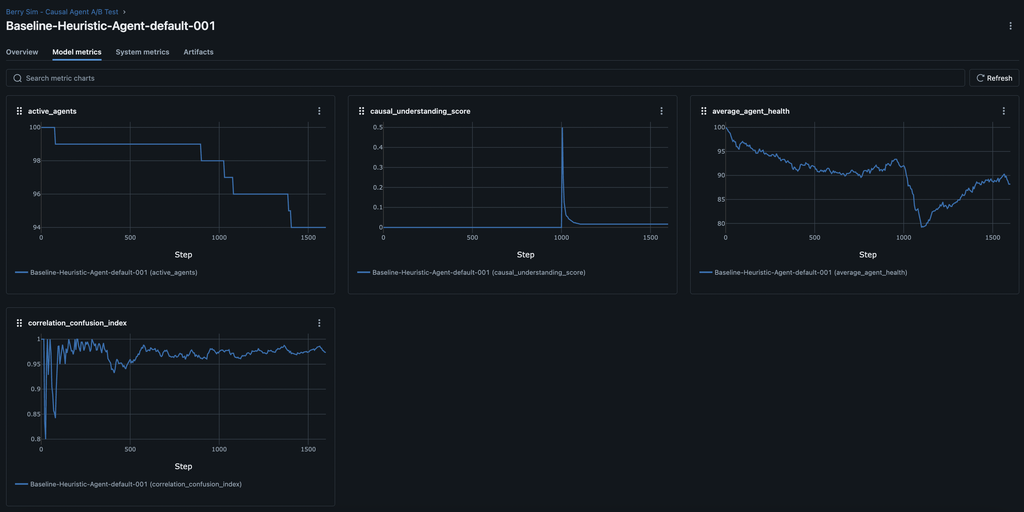 Berry Sim - Causal Agent A/B Test ›
Baseline-Heuristic-Agent-default-001
Overview Model metrics System metrics Artifacts
Search metric charts
Refresh
active_agents
100
98
96
94
0 500 1000 1500
Step
Baseline-Heuristic-Agent-default-001 (active_agents)
causal_understanding_score
0.5
0.4
0.3
0.2
0.1
0
0 500 1000 1500
Step
Baseline-Heuristic-Agent-default-001 (causal_understanding_score)
average_agent_health
100
95
90
85
80
0 500 1000 1500
Step
Baseline-Heuristic-Agent-default-001 (average_agent_health)
correlation_confusion_index
1
0.95
0.9
0.85
0.8
0 500 1000 1500
Step
Baseline-Heuristic-Agent-default-001 (correlation_confusion_index)